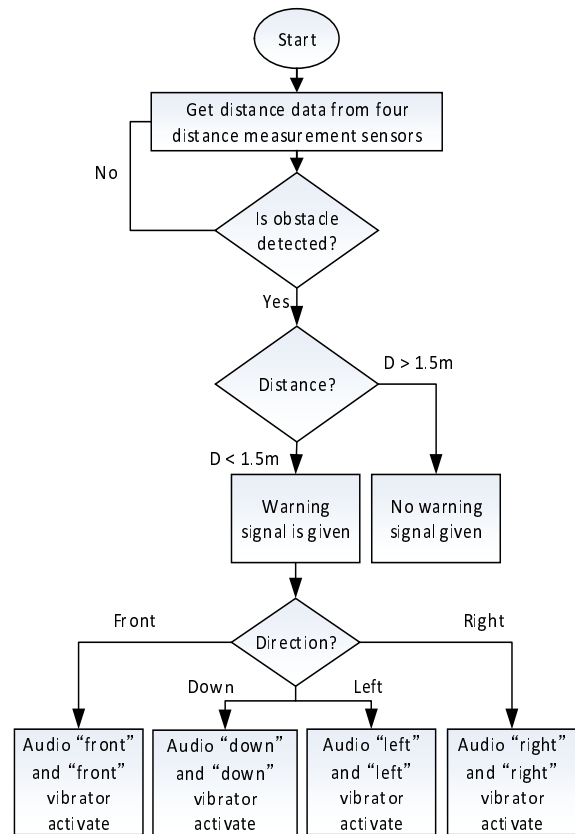 Start
Get distance data from four
distance measurement sensors
No
Is obstacle
detected?
Yes
Distance?
D > 1.5m
D < 1.5m
Warning
signal is given
No warning
signal given
Front
Direction?
Right
Down
Left
Audio “front”
and “front”
vibrator
activate
Audio “down”
and “down”
vibrator
activate
Audio “left”
and “left”
vibrator
activate
Audio “right”
and “right”
vibrator
activate